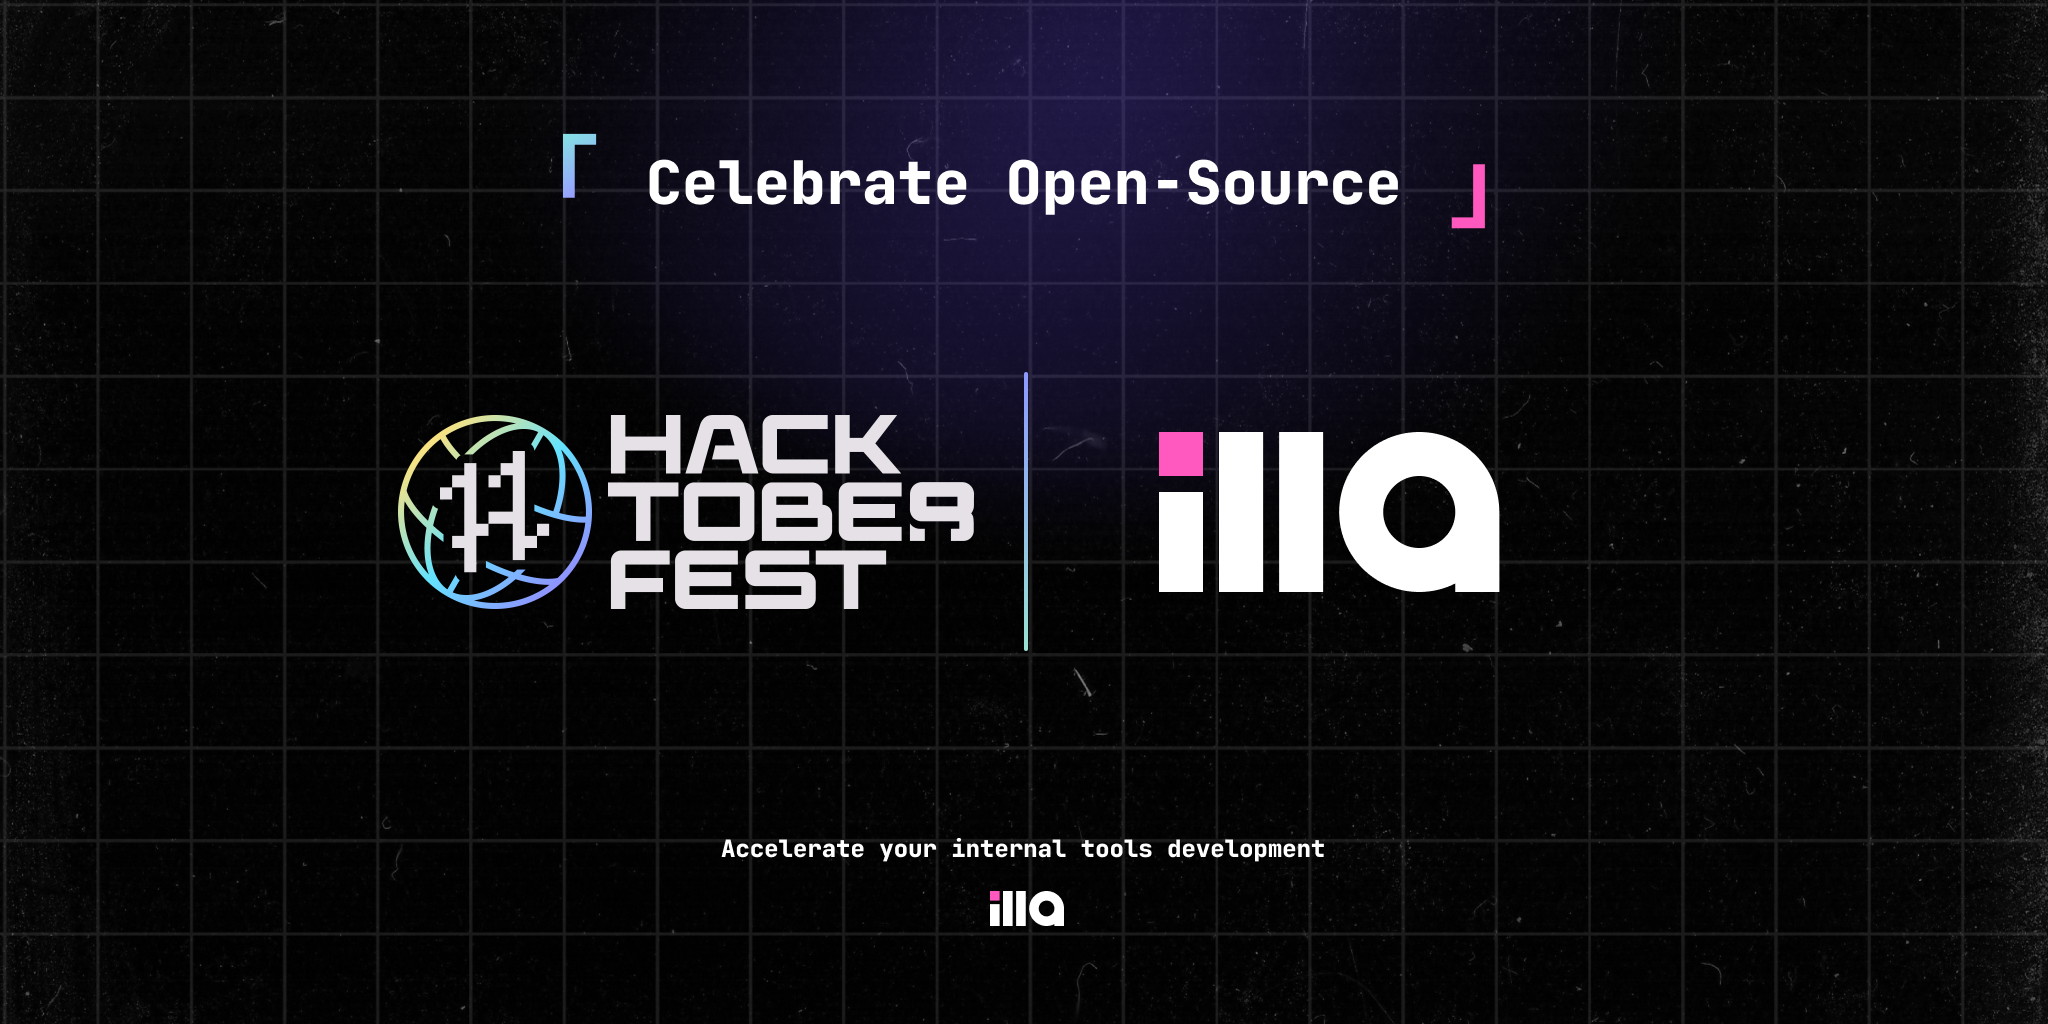 Celebrate Open-Source
HACK
TOBER
FEST
illa
Accelerate your internal tools development
illa